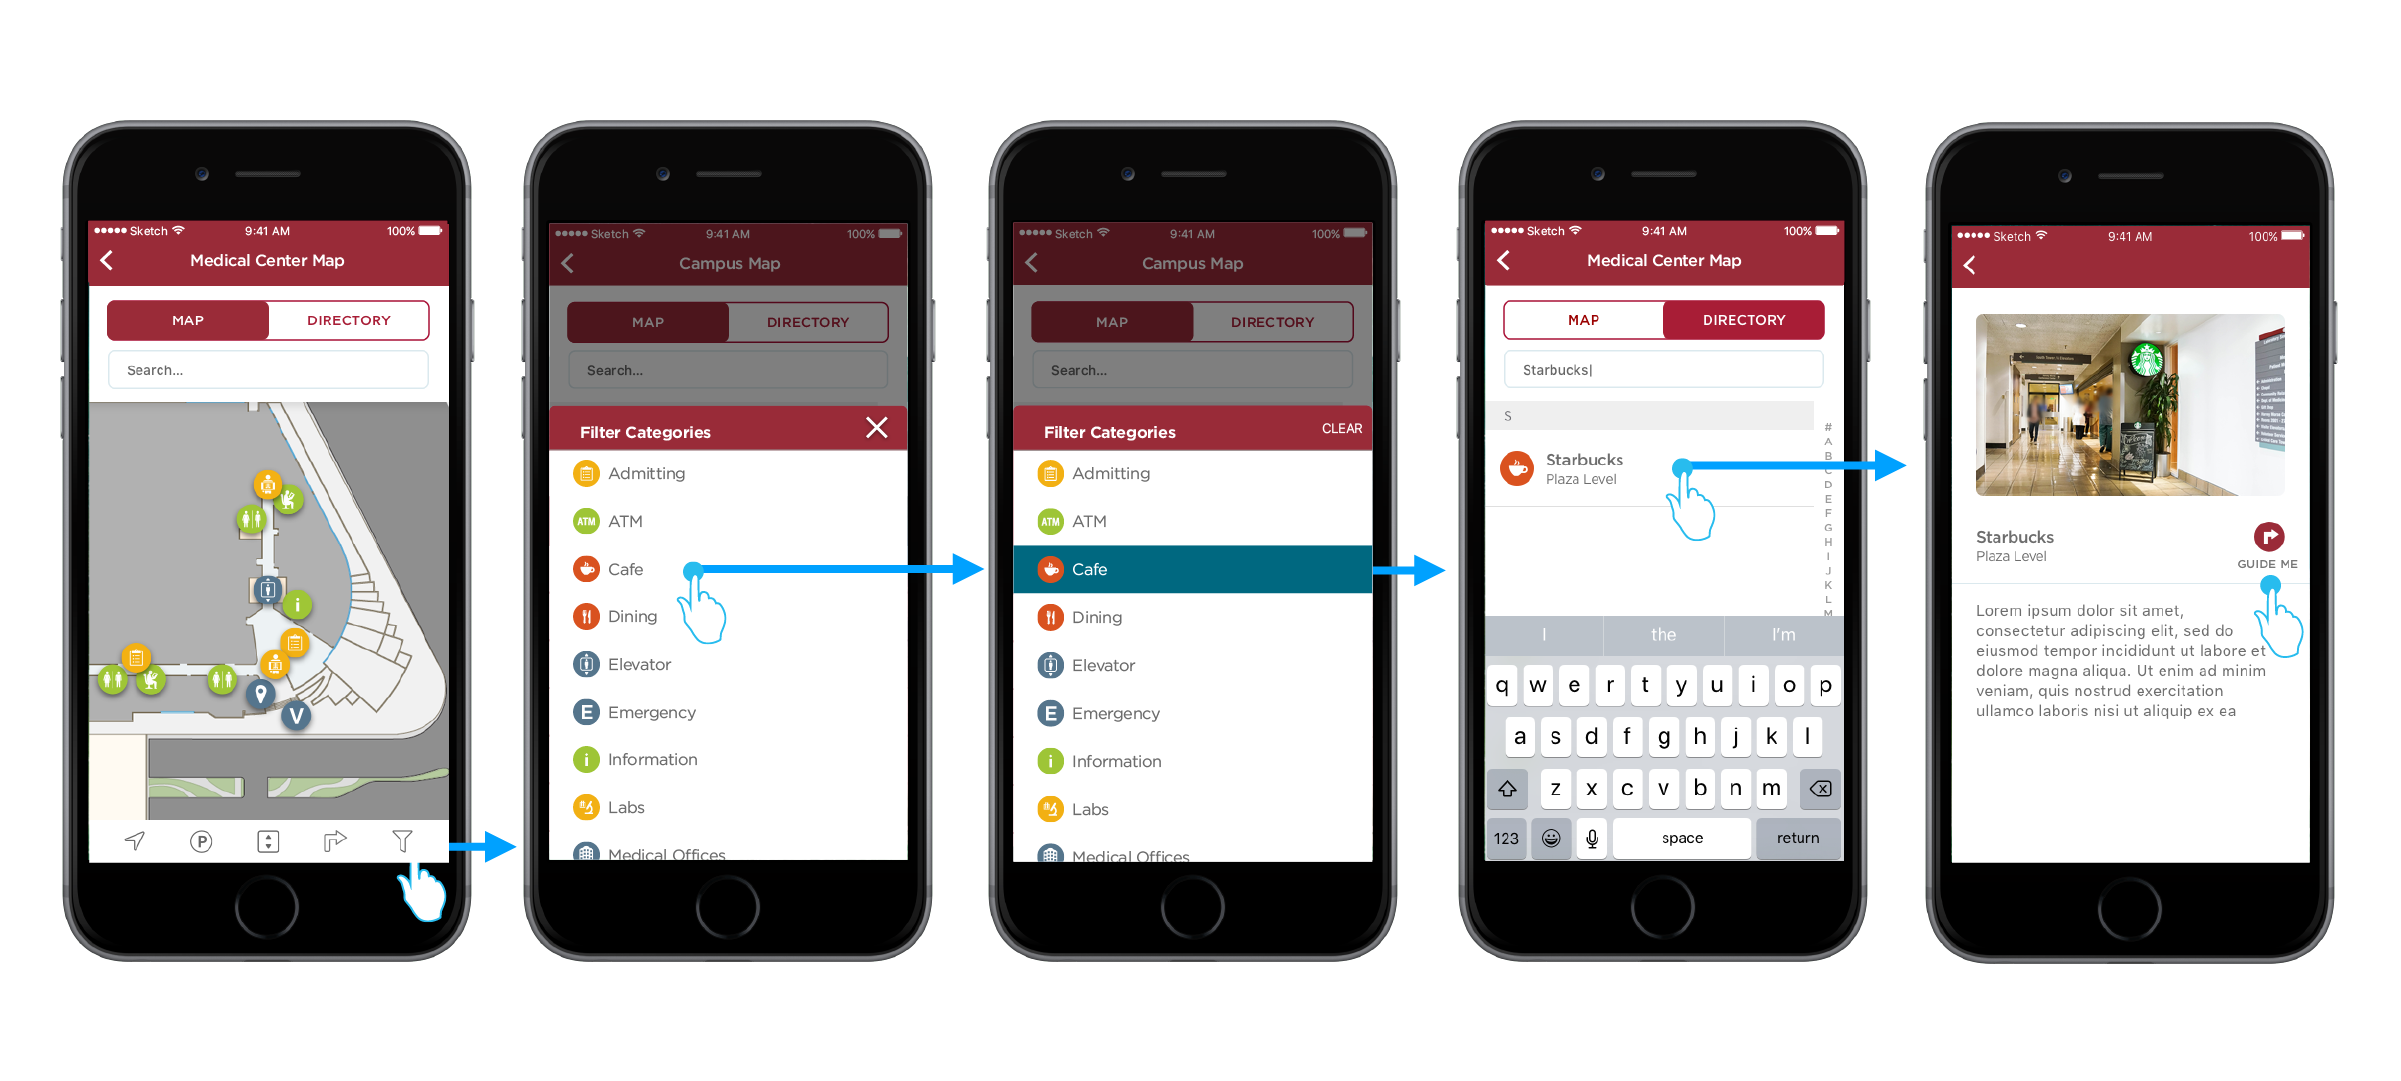 Sketch 9:41 AM 100%
Medical Center Map
MAP DIRECTORY
Search...
i
V
P
Sketch 9:41 AM 100%
Campus Map
MAP DIRECTORY
Search...
Filter Categories
Admitting
ATM ATM
Cafe
Dining
Elevator
E Emergency
i Information
Labs
Medical Offices
Sketch 9:41 AM 100%
Campus Map
MAP DIRECTORY
Search...
Filter Categories CLEAR
Admitting
ATM ATM
Cafe
Dining
Elevator
E Emergency
i Information
Labs
Medical Offices
Sketch 9:41 AM 100%
Medical Center Map
MAP DIRECTORY
Starbucks
S
Starbucks
Plaza Level
#
A
B
C
D
E
F
G
H
I
J
K
L
M
I the I'm
q w e r t y u i o p
a s d f g h j k l
z x c v b n m
123 space return
Sketch 9:41 AM 100%
Starbucks
Plaza Level
GUIDE ME
Lorem ipsum dolor sit amet,
consectetur adipiscing elit, sed do
eiusmod tempor incididunt ut labore et
dolore magna aliqua. Ut enim ad minim
veniam, quis nostrud exercitation
ullamco laboris nisi ut aliquip ex ea